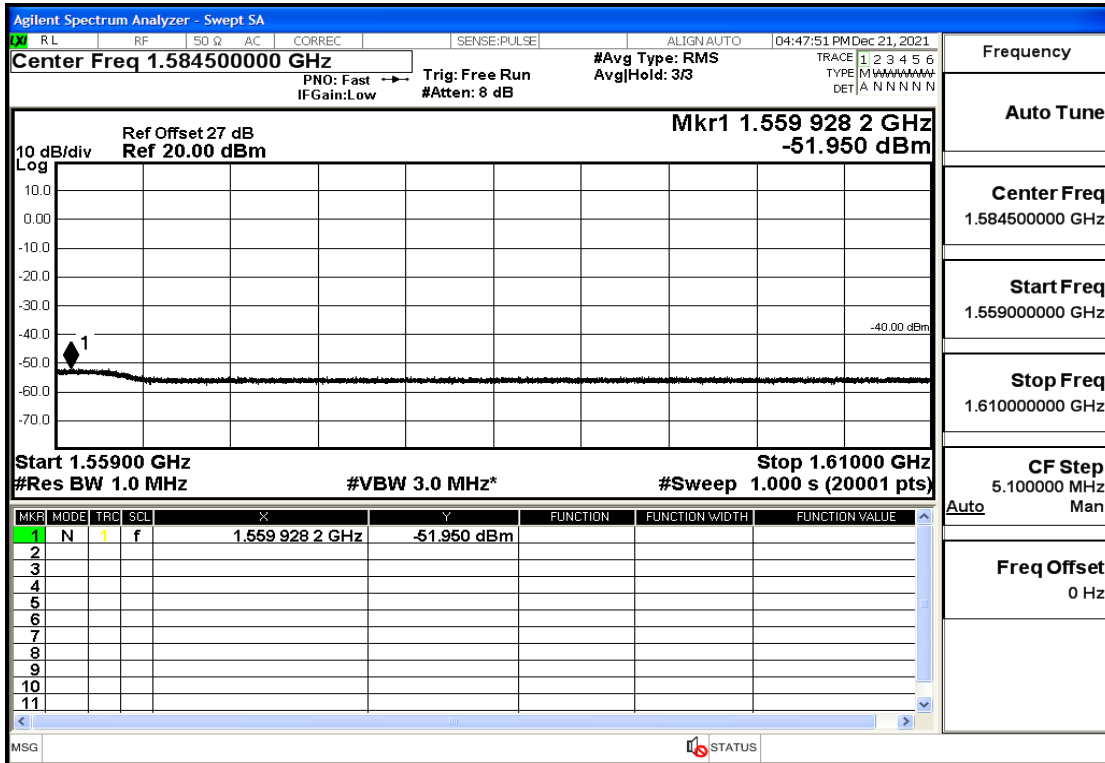 Agilent Spectrum Analyzer - Swept SA
LXI RL RF 50 Ω AC CORREC SENSE:PULSE ALIGN AUTO 04:47:51 PM Dec 21, 2021
Center Freq 1.584500000 GHz
PNO: Fast
IFGain:Low
Trig: Free Run
#Atten: 8 dB
#Avg Type: RMS
Avg|Hold: 3/3
TRACE 1 2 3 4 5 6
TYPE M WWWWW
DET A N N N N N
Ref Offset 27 dB
10 dB/div Ref 20.00 dBm
Log
Mkr1 1.559 928 2 GHz
-51.950 dBm
10.0
0.00
-10.0
-20.0
-30.0
-40.0
-50.0
-60.0
-70.0
1
-40.00 dBm
Start 1.55900 GHz Stop 1.61000 GHz
#Res BW 1.0 MHz #VBW 3.0 MHz* #Sweep 1.000 s (20001 pts)
MKR MODE TRC SCL X Y FUNCTION FUNCTION WIDTH FUNCTION VALUE
1 N 1 f 1.559 928 2 GHz -51.950 dBm
2
3
4
5
6
7
8
9
10
11
MSG STATUS
Frequency
Auto Tune
Center Freq
1.584500000 GHz
Start Freq
1.559000000 GHz
Stop Freq
1.610000000 GHz
CF Step
5.100000 MHz
Auto Man
Freq Offset
0 Hz